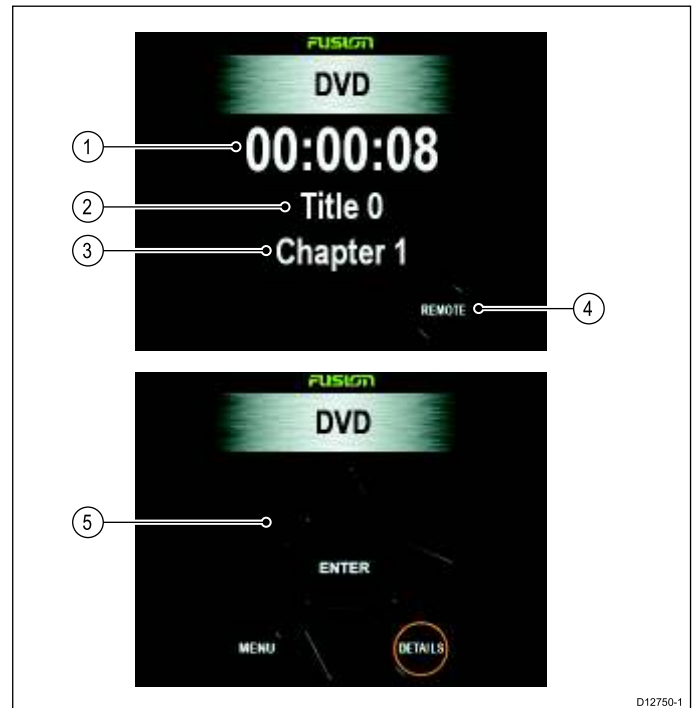 FUSION
DVD
1
00:00:08
2
Title 0
3
Chapter 1
REMOTE
4
FUSION
DVD
5
ENTER
MENU
DETAILS
D12750-1